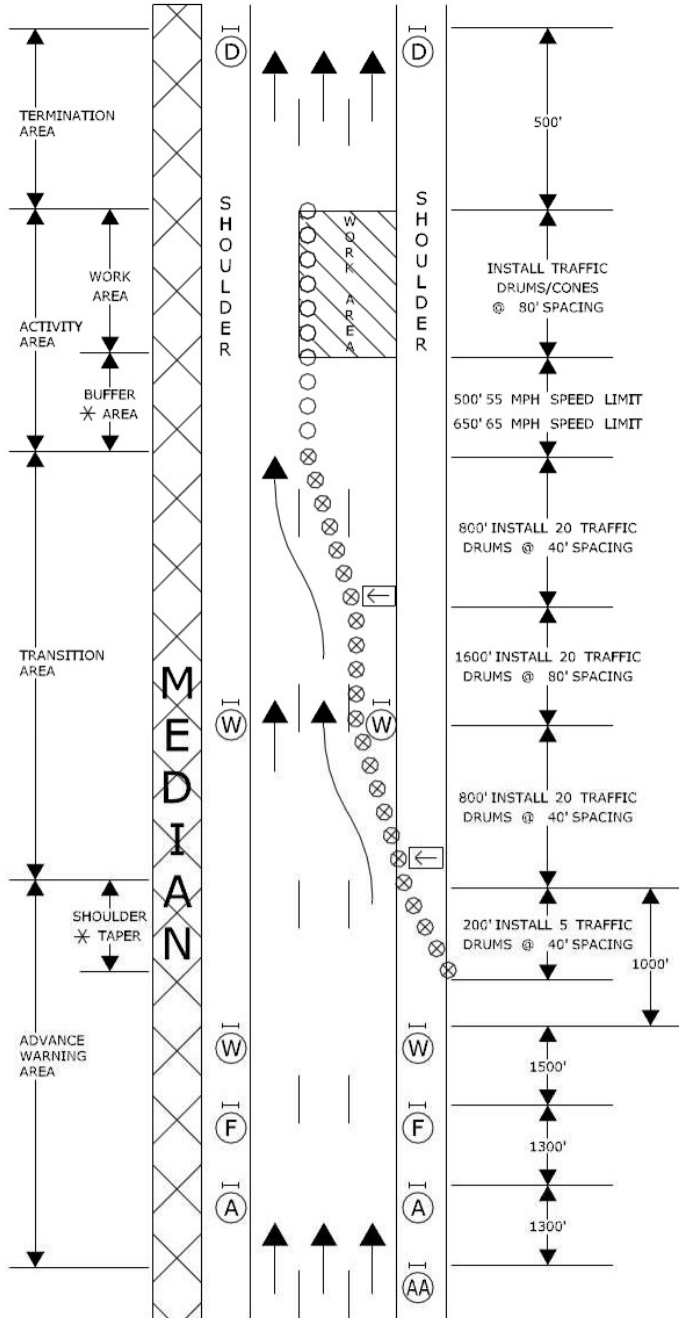 D
D
TERMINATION
AREA
500'
SHOULDER
WORK AREA
SHOULDER
WORK
AREA
ACTIVITY
AREA
INSTALL TRAFFIC
DRUMS/CONES
@ 80' SPACING
BUFFER
* AREA
500' 55 MPH SPEED LIMIT
650' 65 MPH SPEED LIMIT
800' INSTALL 20 TRAFFIC
DRUMS @ 40' SPACING
TRANSITION
AREA
1600' INSTALL 20 TRAFFIC
DRUMS @ 80' SPACING
MEDIAN
W
W
800' INSTALL 20 TRAFFIC
DRUMS @ 40' SPACING
SHOULDER
* TAPER
200' INSTALL 5 TRAFFIC
DRUMS @ 40' SPACING
1000'
ADVANCE
WARNING
AREA
W
W
1500'
F
F
1300'
A
A
1300'
AA